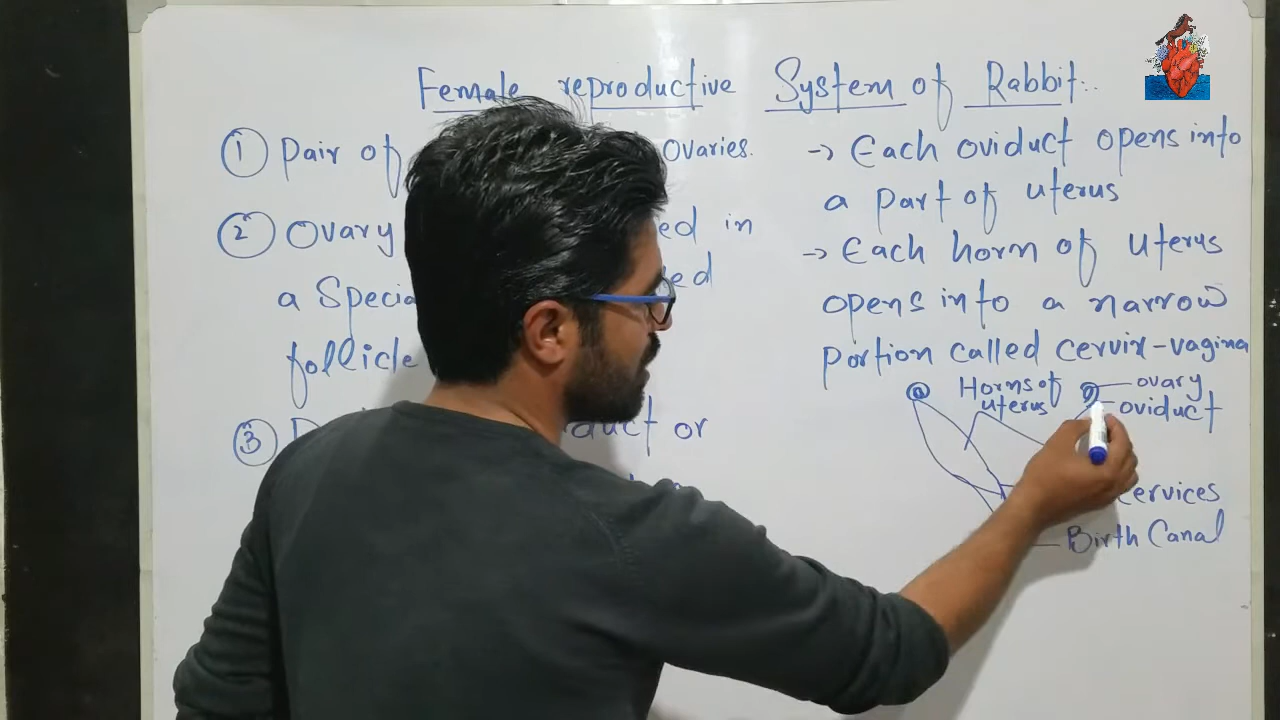 Female reproductive System of Rabbit:.
① Pair of ovaries.
② Ovary ed in
a Specia ed
follicle
③ D duct or
→ Each oviduct opens into
a part of uterus
→ Each horn of uterus
opens into a narrow
portion called cervix-vagina
Horns of
uterus
ovary
oviduct
cervices
Birth Canal